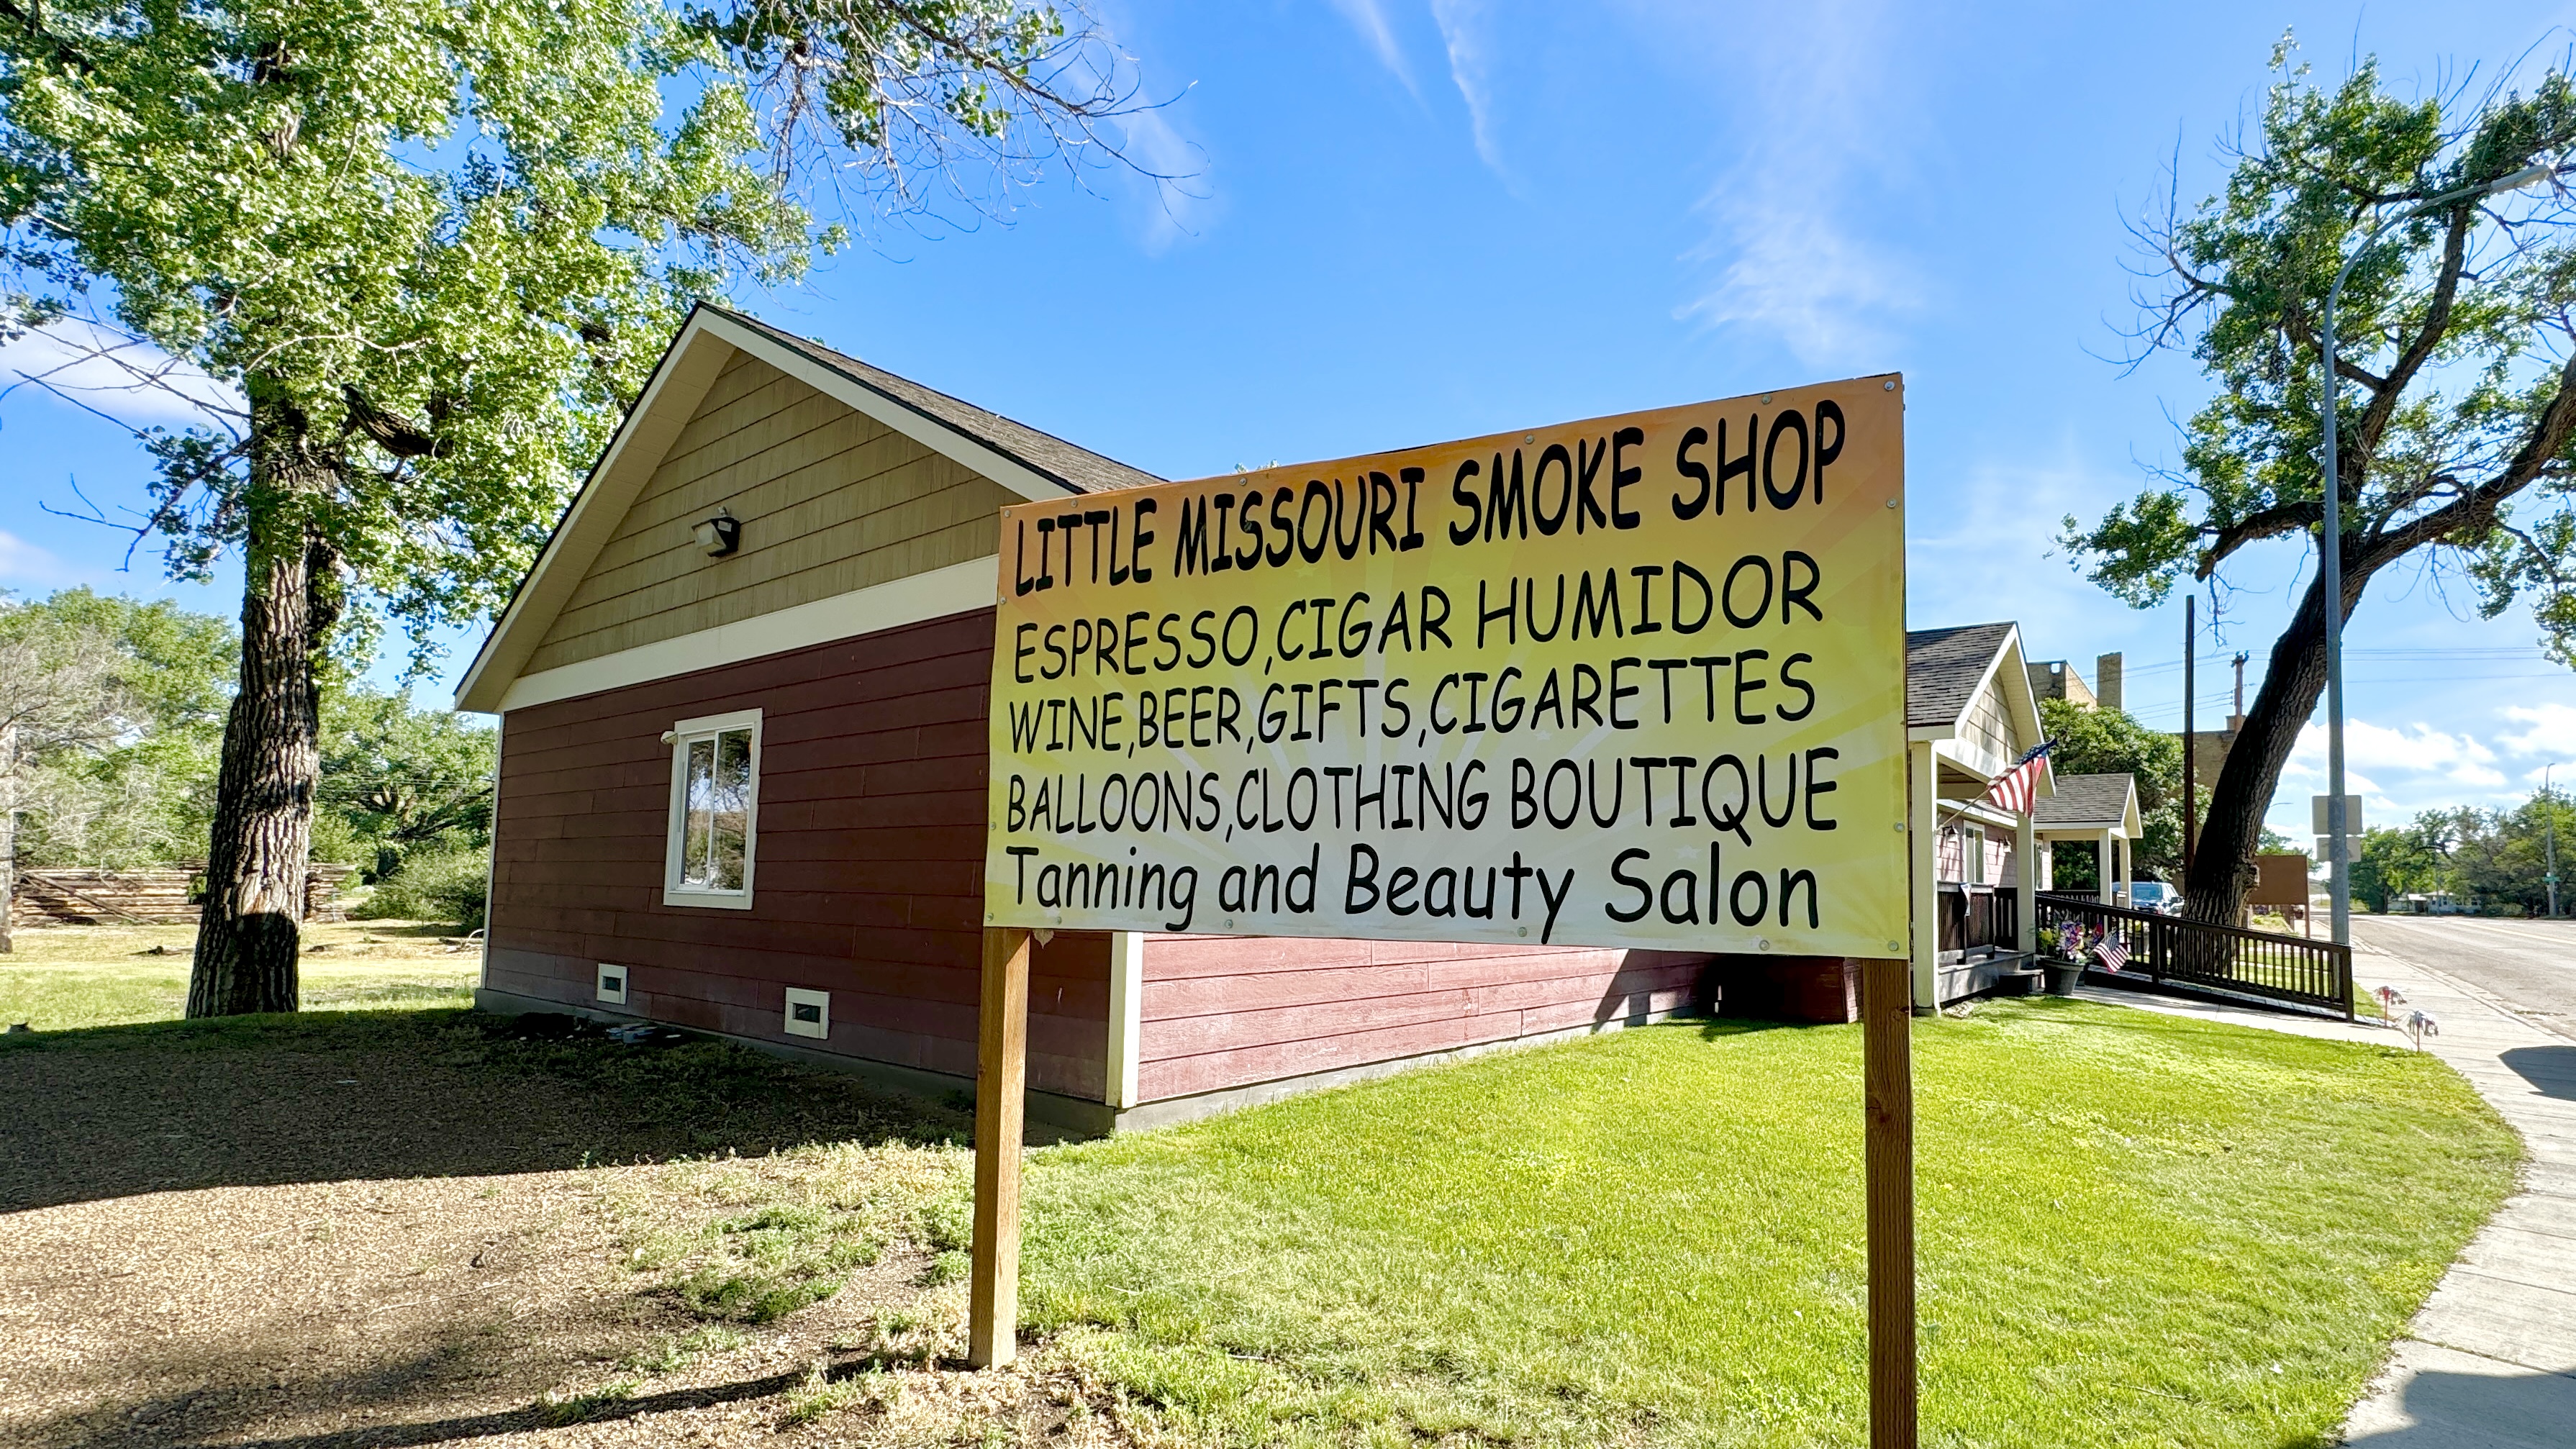 LITTLE MISSOURI SMOKE SHOP
ESPRESSO,CIGAR HUMIDOR
WINE,BEER,GIFTS,CIGARETTES
BALLOONS,CLOTHING BOUTIQUE
Tanning and Beauty Salon